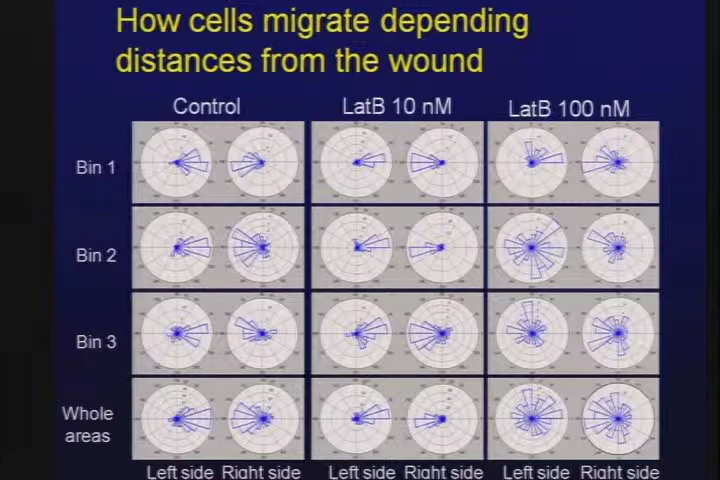 How cells migrate depending
distances from the wound
Control LatB 10 nM LatB 100 nM
Bin 1
Bin 2
Bin 3
Whole
areas
Left side Right side Left side Right side Left side Right side